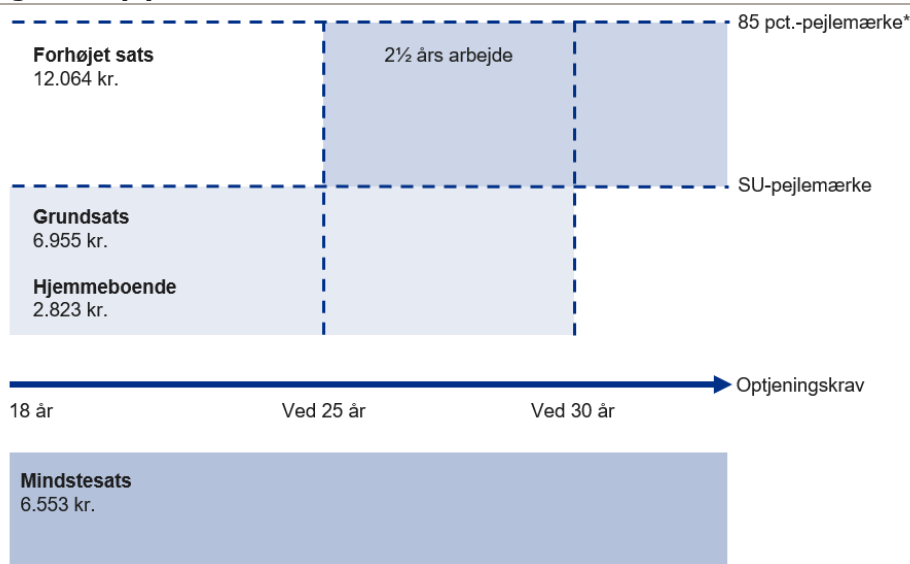 85 pct.-pejlemærke*
Forhøjet sats
12.064 kr.
2½ års arbejde
SU-pejlemærke
Grundsats
6.955 kr.
Hjemmeboende
2.823 kr.
Optjeningskrav
18 år
Ved 25 år
Ved 30 år
Mindstesats
6.553 kr.